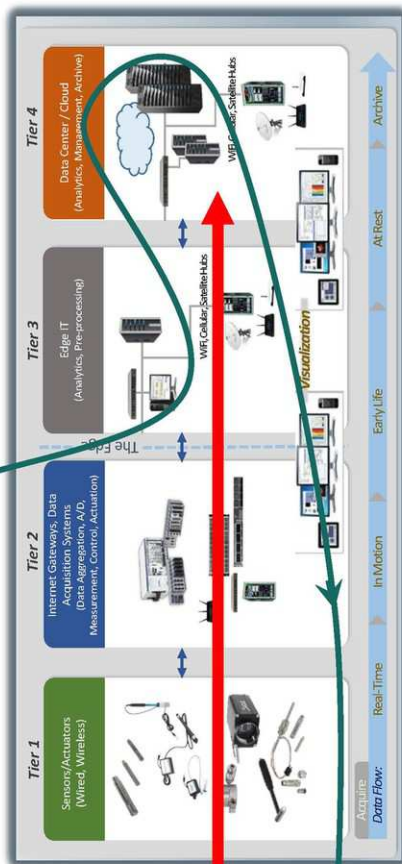 Tier 1
Sensors/Actuators
(Wired, Wireless)
Tier 2
Internet Gateways, Data
Acquisition Systems
(Data Aggregation, A/D,
Measurement, Control, Actuation)
The Edge
Tier 3
Edge IT
(Analytics, Pre-processing)
WiFi, Cellular, Satellite Hubs
Tier 4
Data Center / Cloud
(Analytics, Management, Archive)
WiFi, Cellular, Satellite Hubs
Visualization
Acquire
Data Flow:
Real-Time
In Motion
Early Life
At Rest
Archive